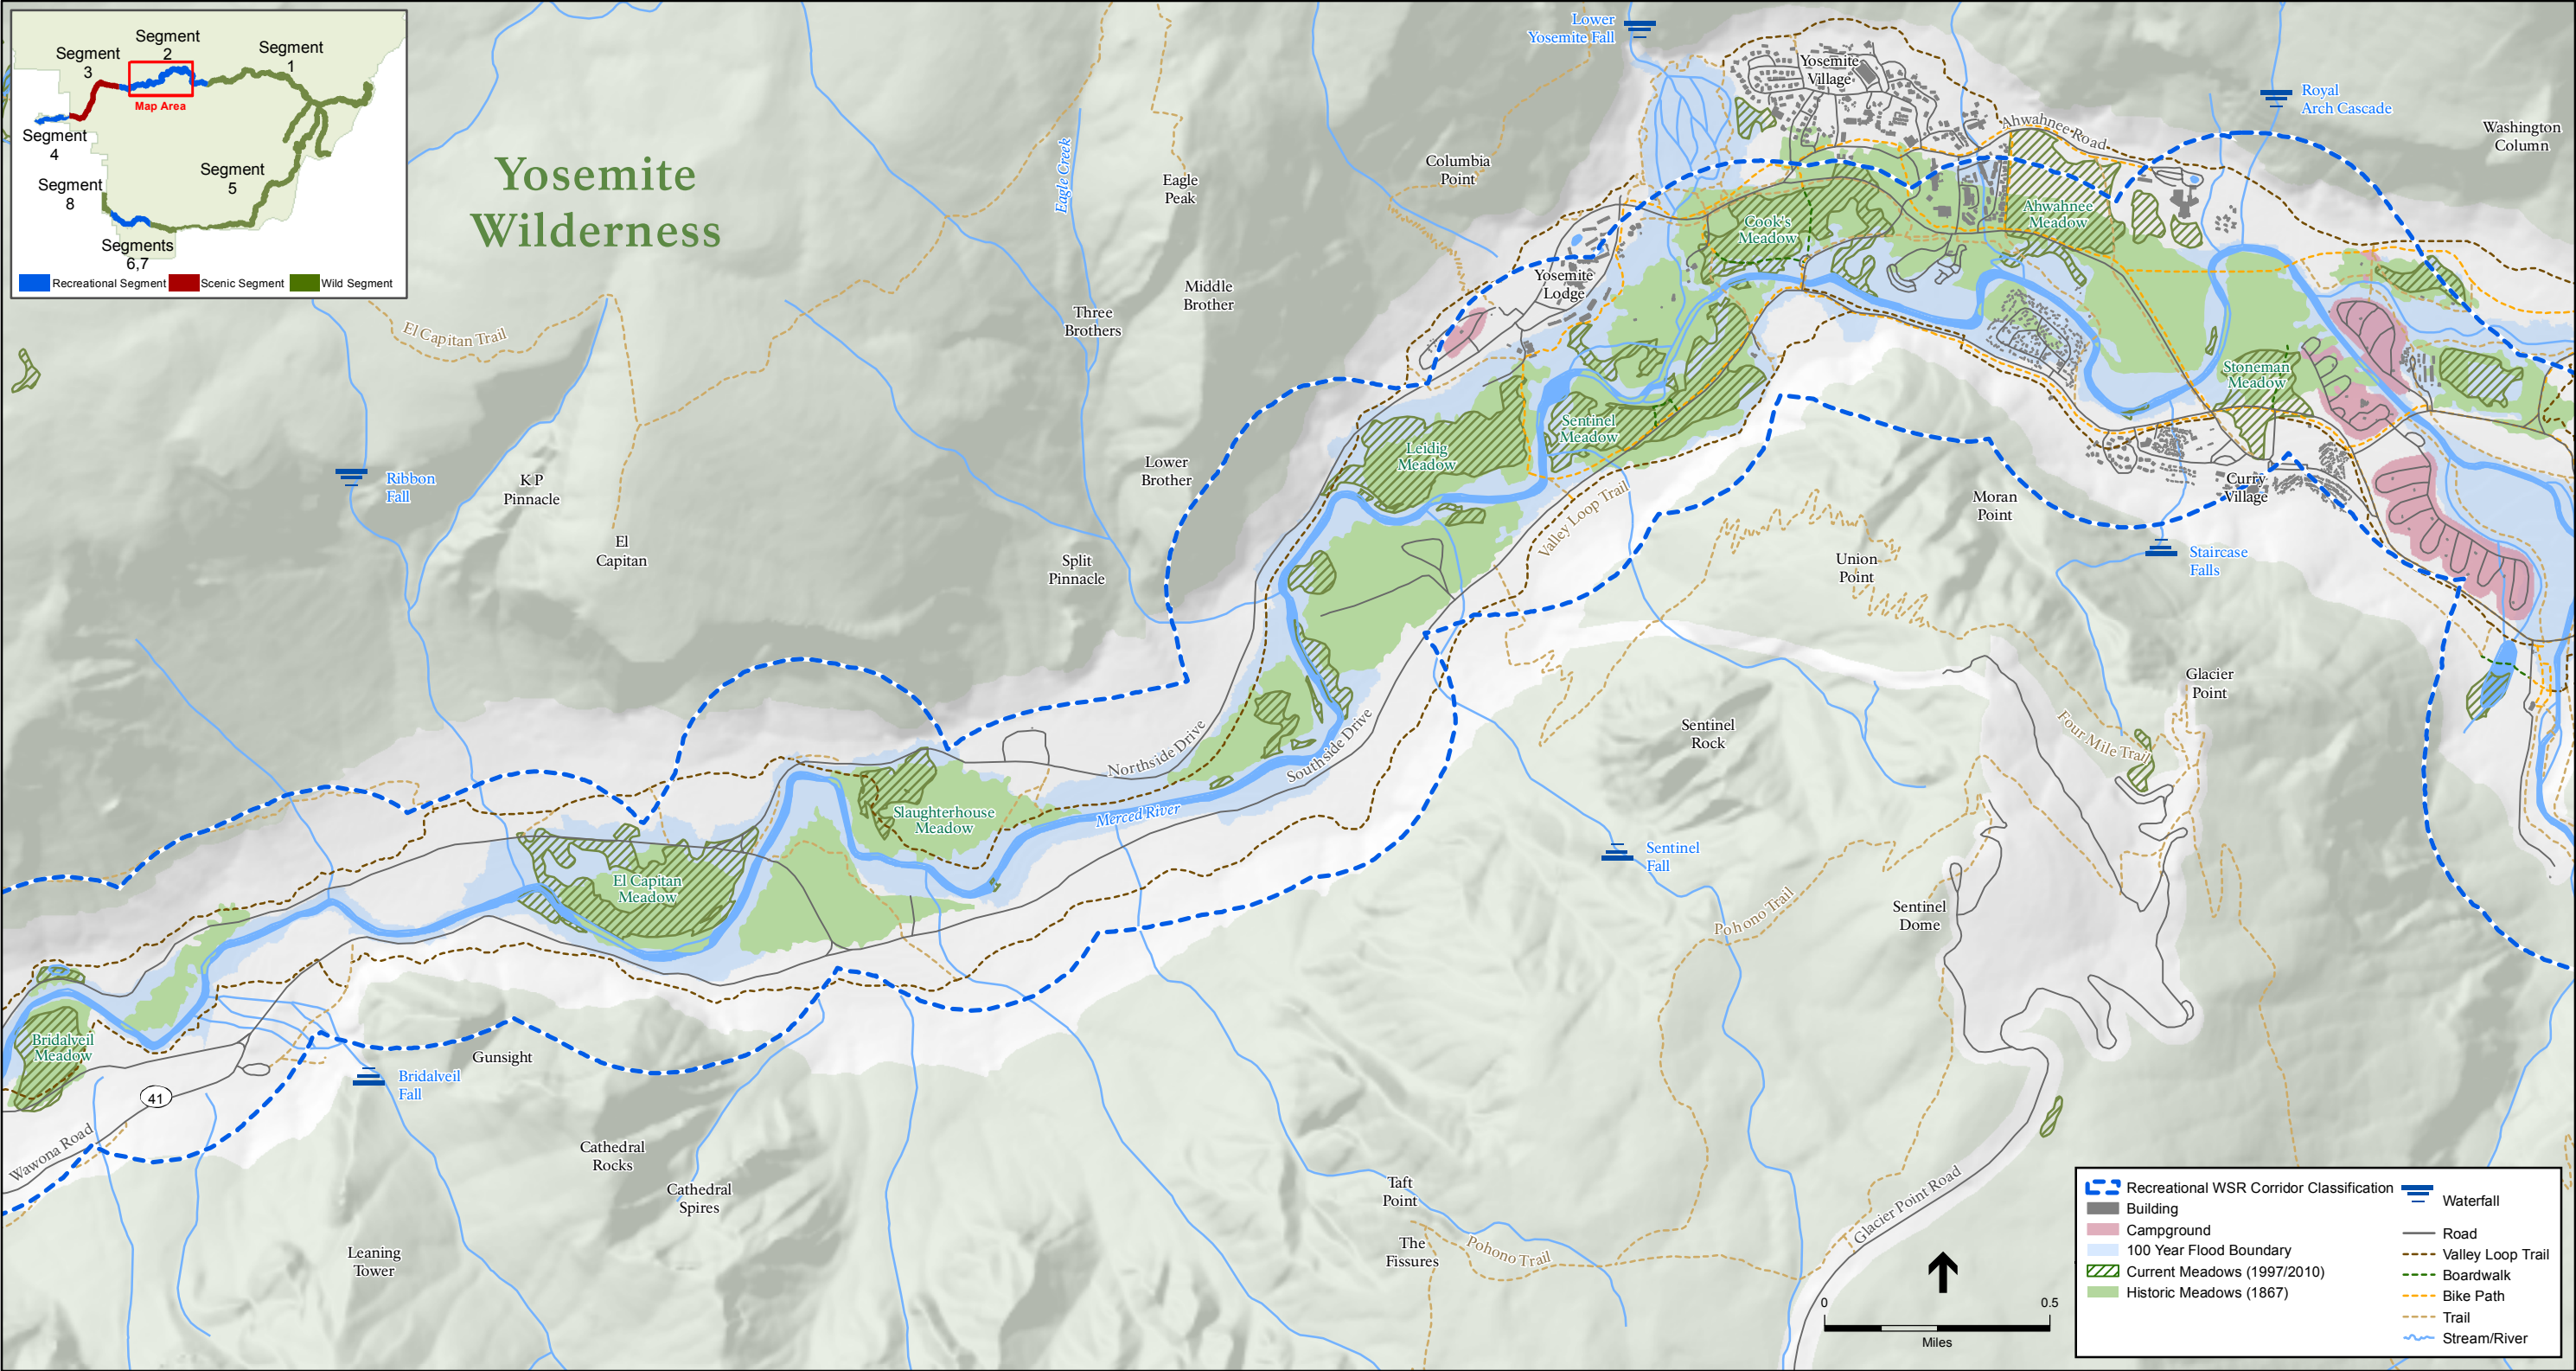 Segment
2
Segment
3
Segment
1
Map Area
Segment
4
Segment
5
Segment
8
Segments
6,7
Recreational Segment
Scenic Segment
Wild Segment
Yosemite
Wilderness
Lower
Yosemite Fall
Yosemite
Village
Royal
Arch Cascade
Washington
Column
Ahwahnee Road
Columbia
Point
Eagle Creek
Eagle
Peak
Cook's
Meadow
Ahwahnee
Meadow
Yosemite
Lodge
Middle
Brother
Three
Brothers
El Capitan Trail
Stoneman
Meadow
Sentinel
Meadow
Leidig
Meadow
Lower
Brother
Ribbon
Fall
K P
Pinnacle
Curry
Village
Moran
Point
Valley Loop Trail
El
Capitan
Split
Pinnacle
Union
Point
Staircase
Falls
Glacier
Point
Sentinel
Rock
Four Mile Trail
Northside Drive
Southside Drive
Merced River
Slaughterhouse
Meadow
El Capitan
Meadow
Sentinel
Fall
Pohono Trail
Sentinel
Dome
Bridalveil
Meadow
Gunsight
Bridalveil
Fall
41
Wawona Road
Cathedral
Rocks
Cathedral
Spires
Leaning
Tower
Taft
Point
The
Fissures
Pohono Trail
Glacier Point Road
0
0.5
Miles
Recreational WSR Corridor Classification
Building
Campground
100 Year Flood Boundary
Current Meadows (1997/2010)
Historic Meadows (1867)
Waterfall
Road
Valley Loop Trail
Boardwalk
Bike Path
Trail
Stream/River